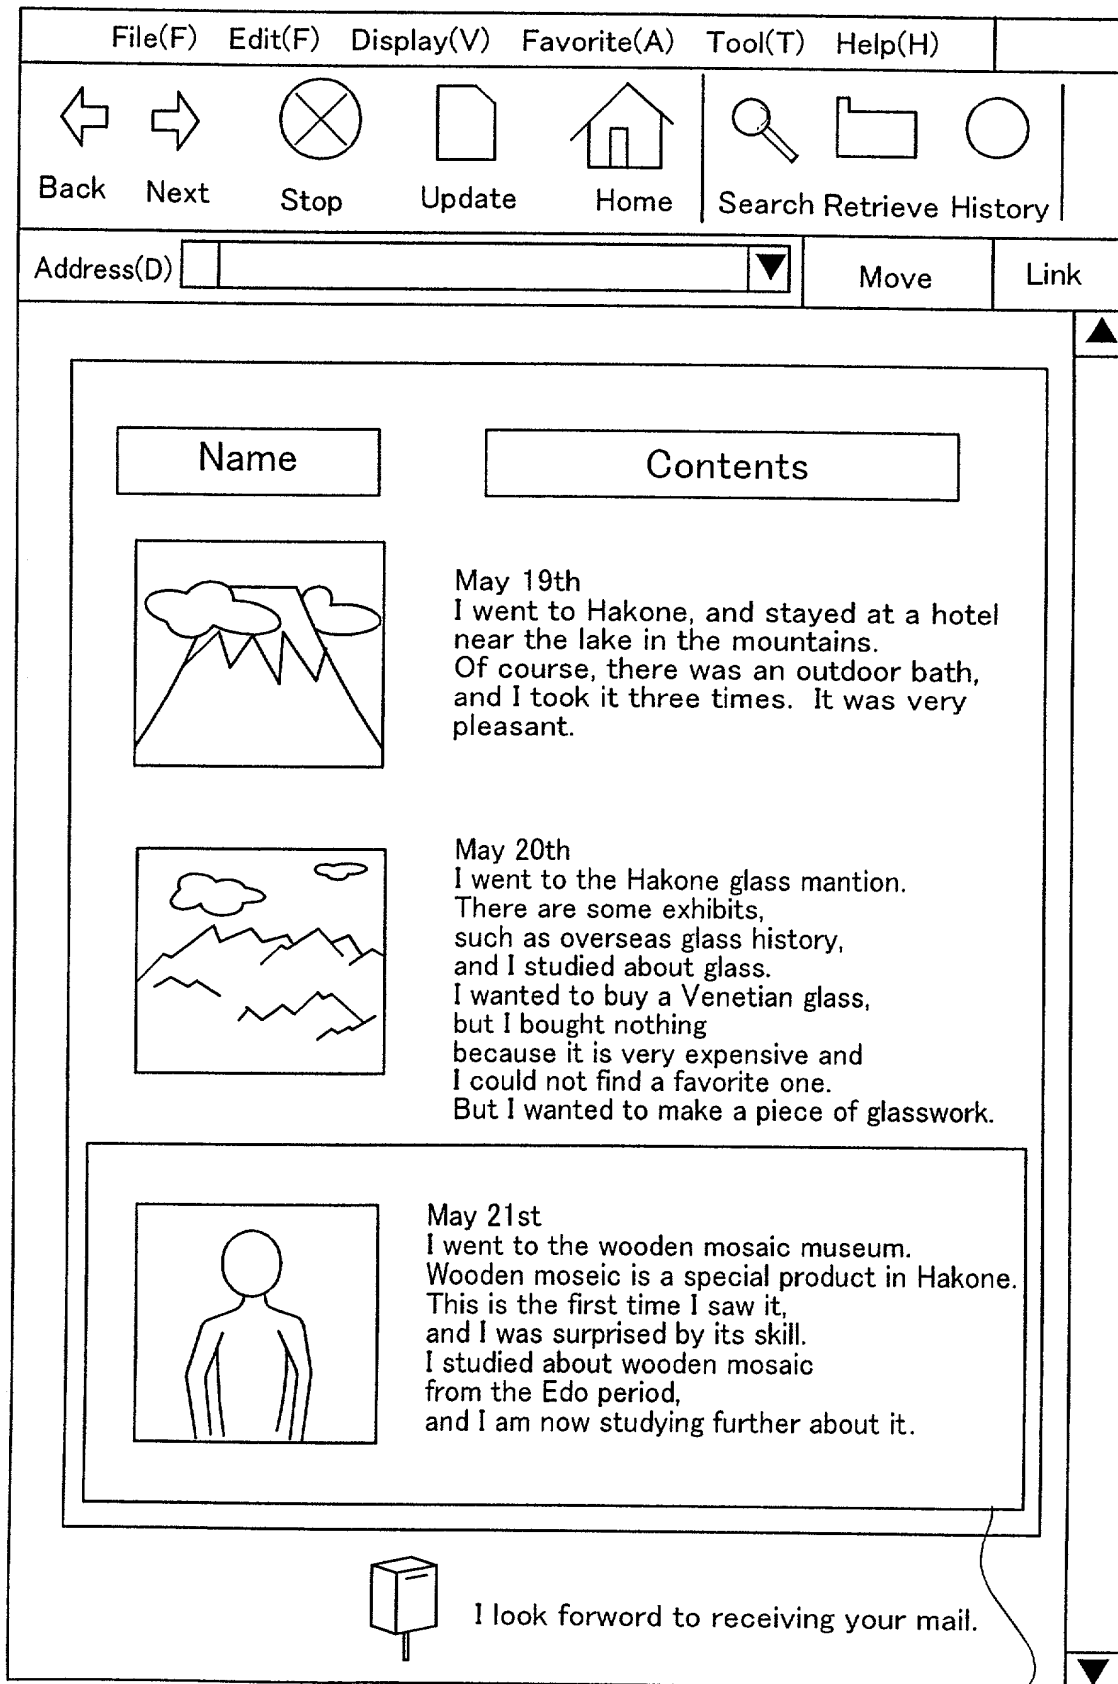 File(F) Edit(F) Display(V) Favorite(A) Tool(T) Help(H)
Back Next Stop Update Home Search Retrieve History
Address(D) Move Link
Name Contents
May 19th
I went to Hakone, and stayed at a hotel
near the lake in the mountains.
Of course, there was an outdoor bath,
and I took it three times. It was very
pleasant.
May 20th
I went to the Hakone glass mantion.
There are some exhibits,
such as overseas glass history,
and I studied about glass.
I wanted to buy a Venetian glass,
but I bought nothing
because it is very expensive and
I could not find a favorite one.
But I wanted to make a piece of glasswork.
May 21st
I went to the wooden mosaic museum.
Wooden moseic is a special product in Hakone.
This is the first time I saw it,
and I was surprised by its skill.
I studied about wooden mosaic
from the Edo period,
and I am now studying further about it.
I look forword to receiving your mail.